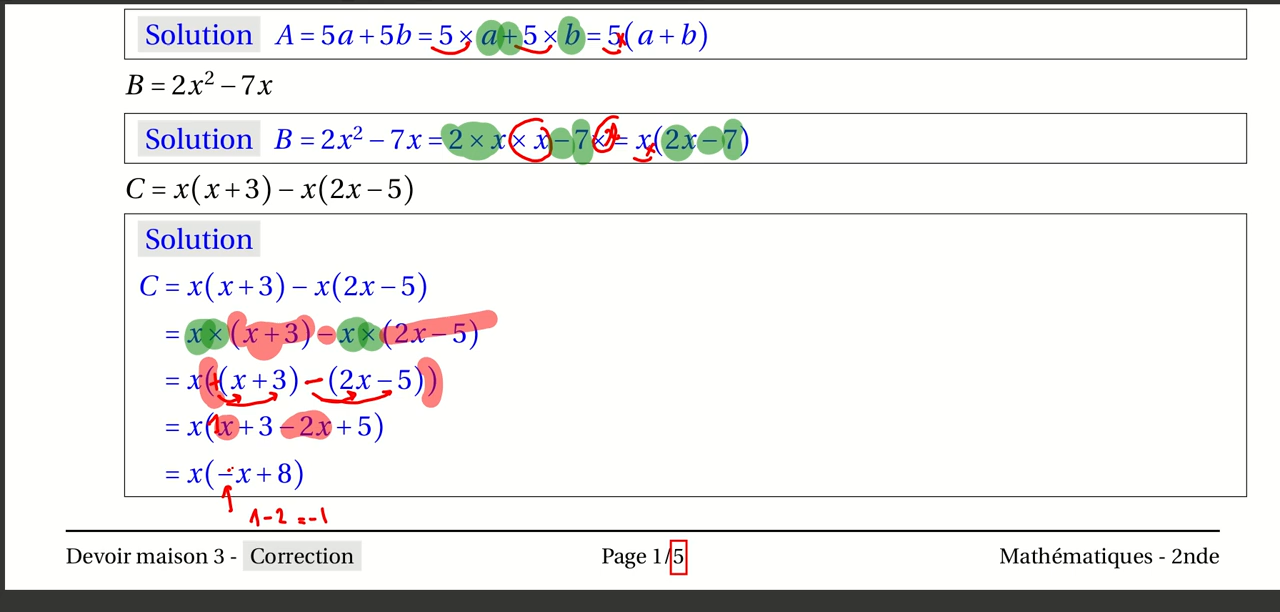 Solution A = 5a + 5b = 5 × a + 5 × b = 5×(a + b)
B = 2x² − 7x
Solution B = 2x² − 7x = 2 × x × x − 7 × x = x×(2x − 7)
C = x(x + 3) − x(2x − 5)
Solution
C = x(x + 3) − x(2x − 5)
= x × (x + 3) − x × (2x − 5)
= x(+(x + 3) − (2x − 5))
= x(1x + 3 − 2x + 5)
= x(−x + 8)
1 − 2 = −1
Devoir maison 3 - Correction Page 1/5 Mathématiques - 2nde